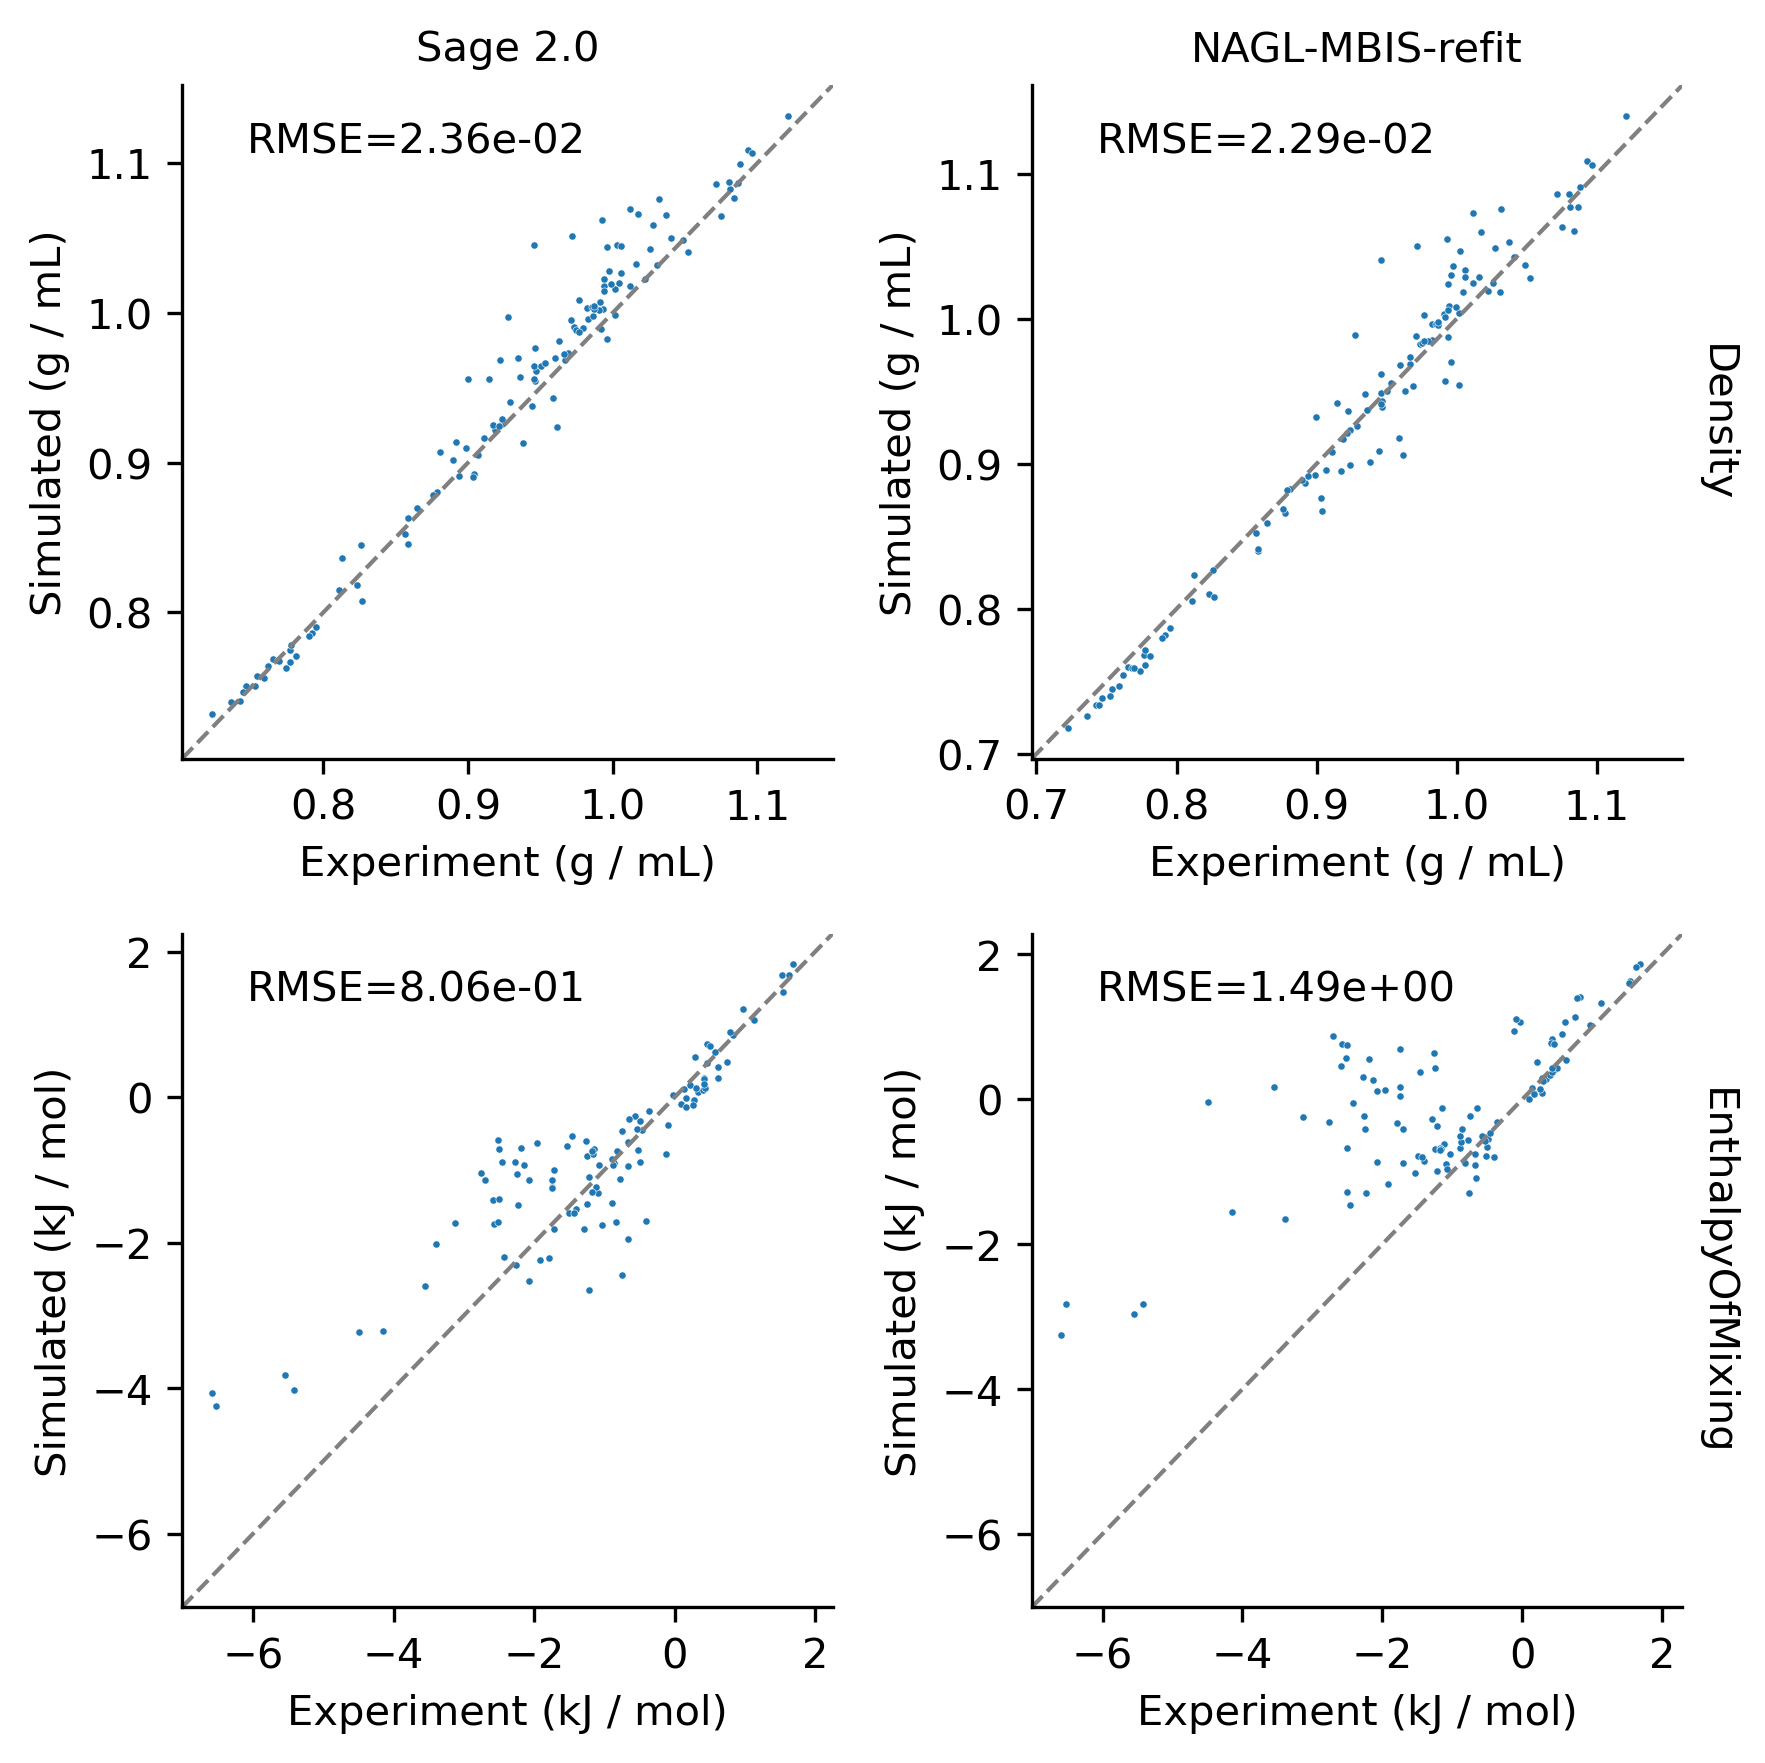 Sage 2.0
NAGL-MBIS-refit
RMSE=2.36e-02
RMSE=2.29e-02
Simulated (g / mL)
1.1
1.0
0.9
0.8
0.8 0.9 1.0 1.1
Experiment (g / mL)
Simulated (g / mL)
1.1
1.0
0.9
0.8
0.7
0.7 0.8 0.9 1.0 1.1
Experiment (g / mL)
Density
RMSE=8.06e-01
RMSE=1.49e+00
Simulated (kJ / mol)
2
0
−2
−4
−6
−6 −4 −2 0 2
Experiment (kJ / mol)
Simulated (kJ / mol)
2
0
−2
−4
−6
−6 −4 −2 0 2
Experiment (kJ / mol)
EnthalpyOfMixing